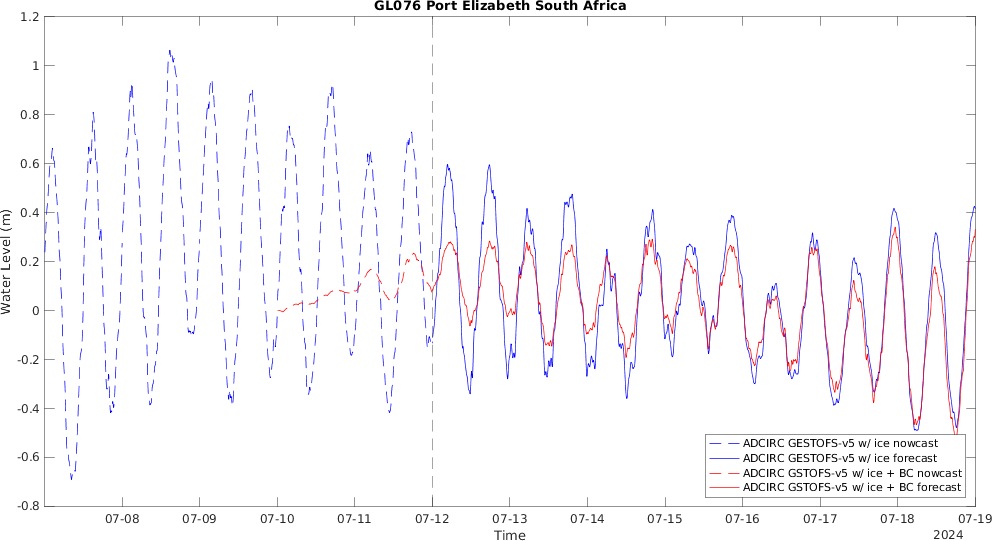 GL076 Port Elizabeth South Africa
1.2
1
0.8
0.6
0.4
0.2
0
-0.2
-0.4
-0.6
-0.8
Water Level (m)
ADCIRC GESTOFS-v5 w/ ice nowcast
ADCIRC GESTOFS-v5 w/ ice forecast
ADCIRC GSTOFS-v5 w/ ice + BC nowcast
ADCIRC GSTOFS-v5 w/ ice + BC forecast
07-08 07-09 07-10 07-11 07-12 07-13 07-14 07-15 07-16 07-17 07-18 07-19
Time
2024